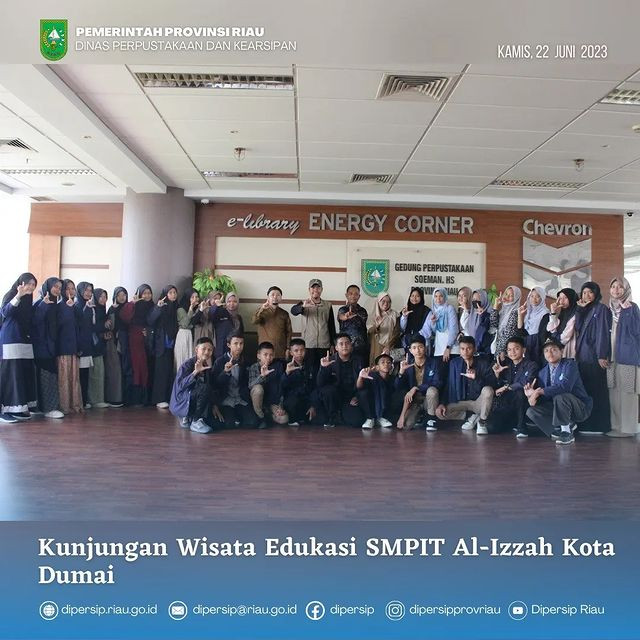 PEMERINTAH PROVINSI RIAU
DINAS PERPUSTAKAAN DAN KEARSIPAN
KAMIS, 22 JUNI 2023
e-library ENERGY CORNER
Chevron
GEDUNG PERPUSTAKAAN
SOEMAN. HS
Kunjungan Wisata Edukasi SMPIT Al-Izzah Kota
Dumai
dipersip.riau.go.id dipersip@riau.go.id dipersip dipersipprovriau Dipersip Riau